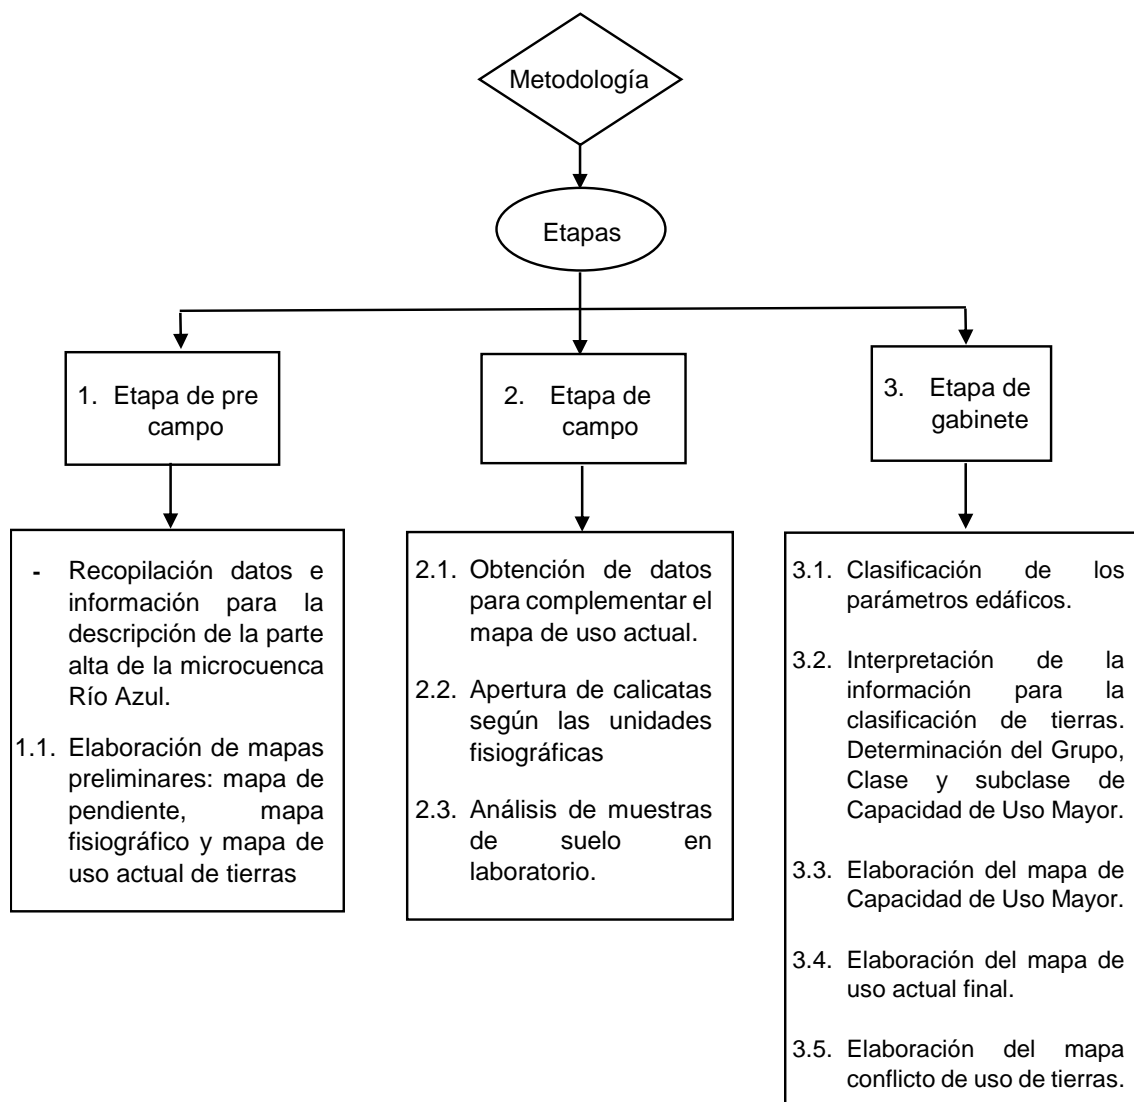 Metodología
Etapas
1. Etapa de pre
campo
2. Etapa de
campo
3. Etapa de
gabinete
- Recopilación datos e
información para la
descripción de la parte
alta de la microcuenca
Río Azul.
1.1. Elaboración de mapas
preliminares: mapa de
pendiente, mapa
fisiográfico y mapa de
uso actual de tierras
2.1. Obtención de datos
para complementar el
mapa de uso actual.
2.2. Apertura de calicatas
según las unidades
fisiográficas
2.3. Análisis de muestras
de suelo en
laboratorio.
3.1. Clasificación de los
parámetros edáficos.
3.2. Interpretación de la
información para la
clasificación de tierras.
Determinación del Grupo,
Clase y subclase de
Capacidad de Uso Mayor.
3.3. Elaboración del mapa de
Capacidad de Uso Mayor.
3.4. Elaboración del mapa de
uso actual final.
3.5. Elaboración del mapa
conflicto de uso de tierras.